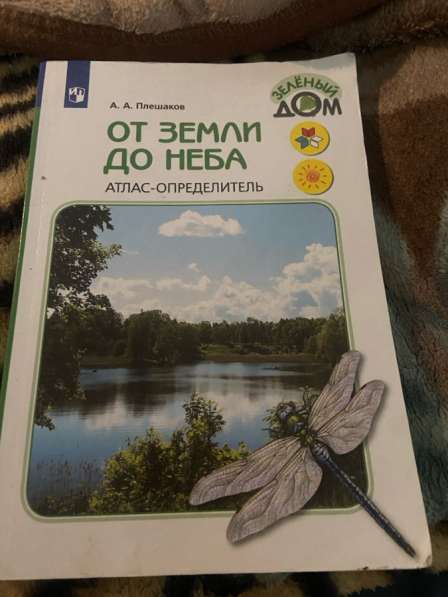 А. А. Плешаков
ЗЕЛЁНЫЙ
ДОМ
ОТ ЗЕМЛИ
ДО НЕБА
АТЛАС-ОПРЕДЕЛИТЕЛЬ